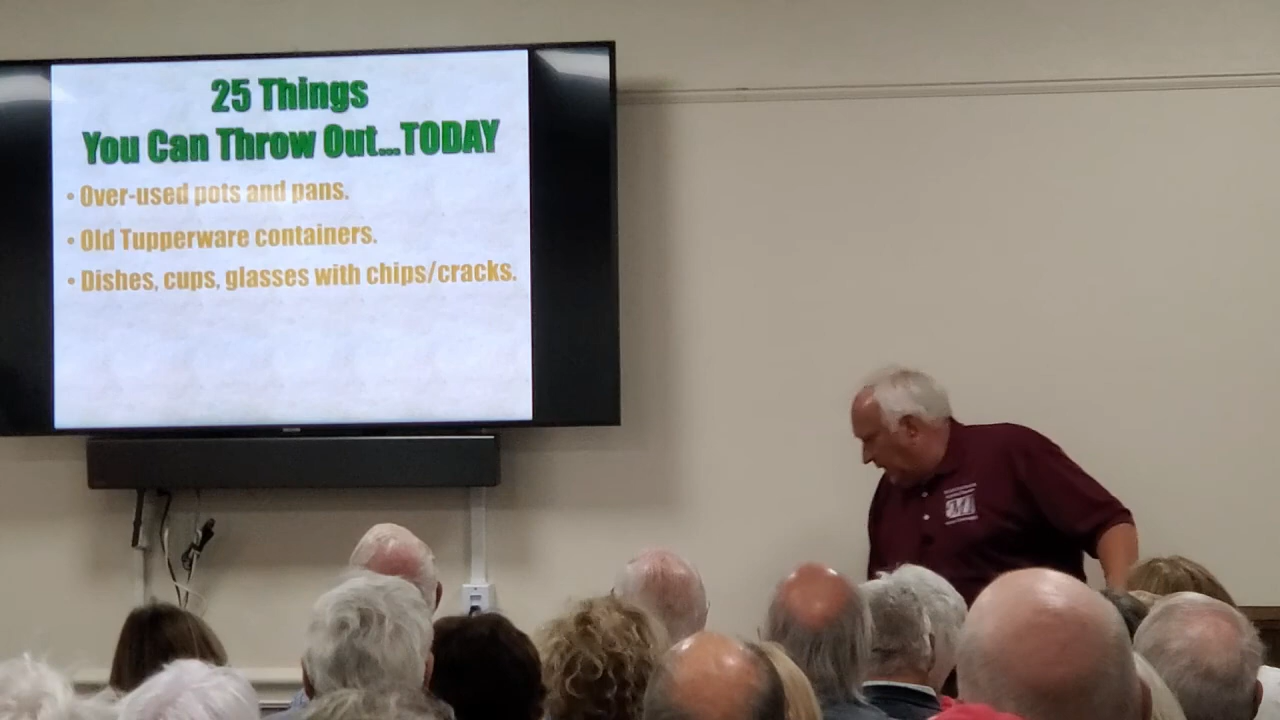 25 Things
You Can Throw Out...TODAY
• Over-used pots and pans.
• Old Tupperware containers.
• Dishes, cups, glasses with chips/cracks.
M